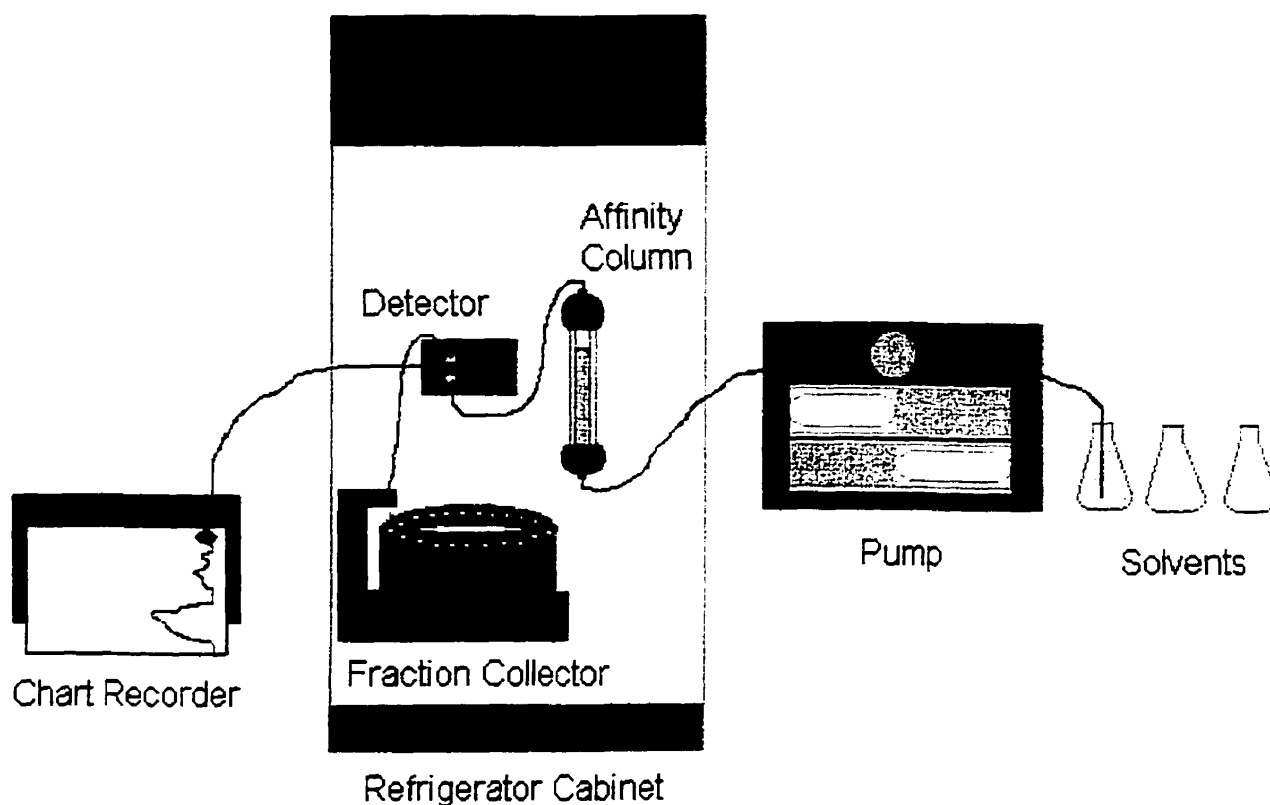 Affinity
Column
Detector
Pump
Solvents
Fraction Collector
Chart Recorder
Refrigerator Cabinet